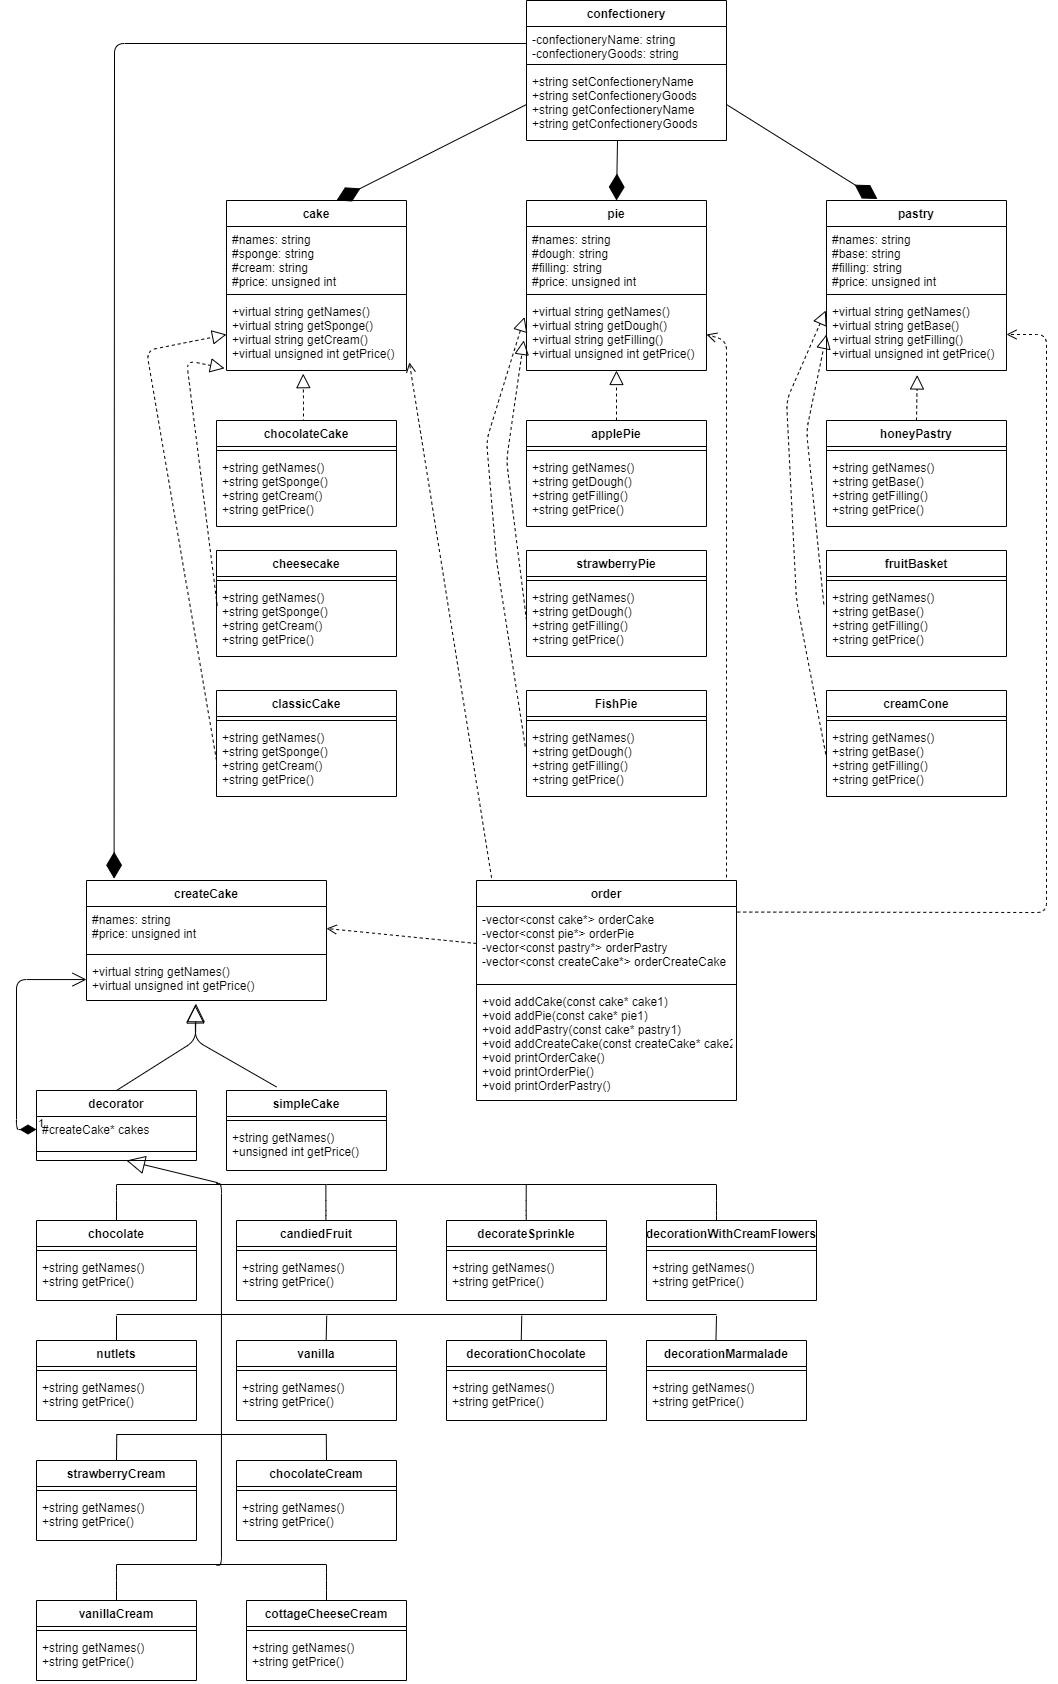 confectionery
-confectioneryName: string
-confectioneryGoods: string
+string setConfectioneryName
+string setConfectioneryGoods
+string getConfectioneryName
+string getConfectioneryGoods
cake
#names: string
#sponge: string
#cream: string
#price: unsigned int
+virtual string getNames()
+virtual string getSponge()
+virtual string getCream()
+virtual unsigned int getPrice()
pie
#names: string
#dough: string
#filling: string
#price: unsigned int
+virtual string getNames()
+virtual string getDough()
+virtual string getFilling()
+virtual unsigned int getPrice()
pastry
#names: string
#base: string
#filling: string
#price: unsigned int
+virtual string getNames()
+virtual string getBase()
+virtual string getFilling()
+virtual unsigned int getPrice()
chocolateCake
+string getNames()
+string getSponge()
+string getCream()
+string getPrice()
applePie
+string getNames()
+string getDough()
+string getFilling()
+string getPrice()
honeyPastry
+string getNames()
+string getBase()
+string getFilling()
+string getPrice()
cheesecake
+string getNames()
+string getSponge()
+string getCream()
+string getPrice()
strawberryPie
+string getNames()
+string getDough()
+string getFilling()
+string getPrice()
fruitBasket
+string getNames()
+string getBase()
+string getFilling()
+string getPrice()
classicCake
+string getNames()
+string getSponge()
+string getCream()
+string getPrice()
FishPie
+string getNames()
+string getDough()
+string getFilling()
+string getPrice()
creamCone
+string getNames()
+string getBase()
+string getFilling()
+string getPrice()
createCake
#names: string
#price: unsigned int
+virtual string getNames()
+virtual unsigned int getPrice()
order
-vector<const cake*> orderCake
-vector<const pie*> orderPie
-vector<const pastry*> orderPastry
-vector<const createCake*> orderCreateCake
+void addCake(const cake* cake1)
+void addPie(const cake* pie1)
+void addPastry(const cake* pastry1)
+void addCreateCake(const createCake* cake2
+void printOrderCake()
+void printOrderPie()
+void printOrderPastry()
decorator
1
#createCake* cakes
simpleCake
+string getNames()
+unsigned int getPrice()
chocolate
+string getNames()
+string getPrice()
candiedFruit
+string getNames()
+string getPrice()
decorateSprinkle
+string getNames()
+string getPrice()
decorationWithCreamFlowers
+string getNames()
+string getPrice()
nutlets
+string getNames()
+string getPrice()
vanilla
+string getNames()
+string getPrice()
decorationChocolate
+string getNames()
+string getPrice()
decorationMarmalade
+string getNames()
+string getPrice()
strawberryCream
+string getNames()
+string getPrice()
chocolateCream
+string getNames()
+string getPrice()
vanillaCream
+string getNames()
+string getPrice()
cottageCheeseCream
+string getNames()
+string getPrice()